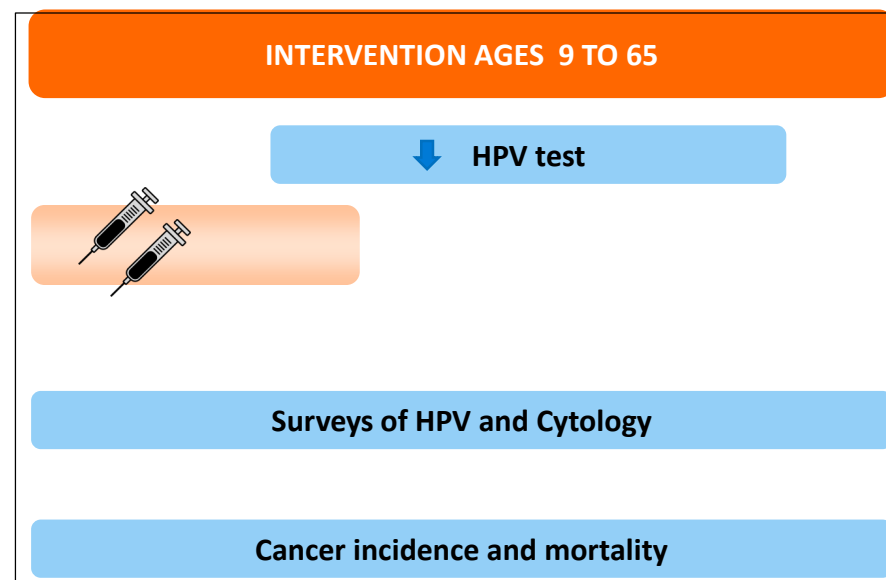 INTERVENTION AGES 9 TO 65
HPV test
Surveys of HPV and Cytology
Cancer incidence and mortality